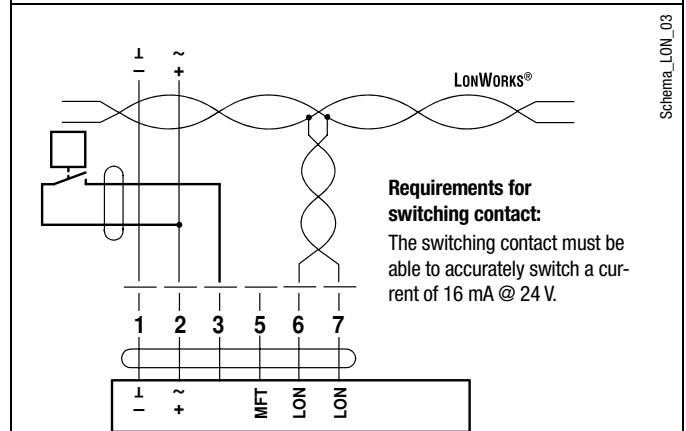 Schema_LON_03
⊥ ~
– +
LONWORKS®
Requirements for
switching contact:
The switching contact must be
able to accurately switch a cur-
rent of 16 mA @ 24 V.
1 2 3 5 6 7
⊥ ~ MFT LON LON
– +